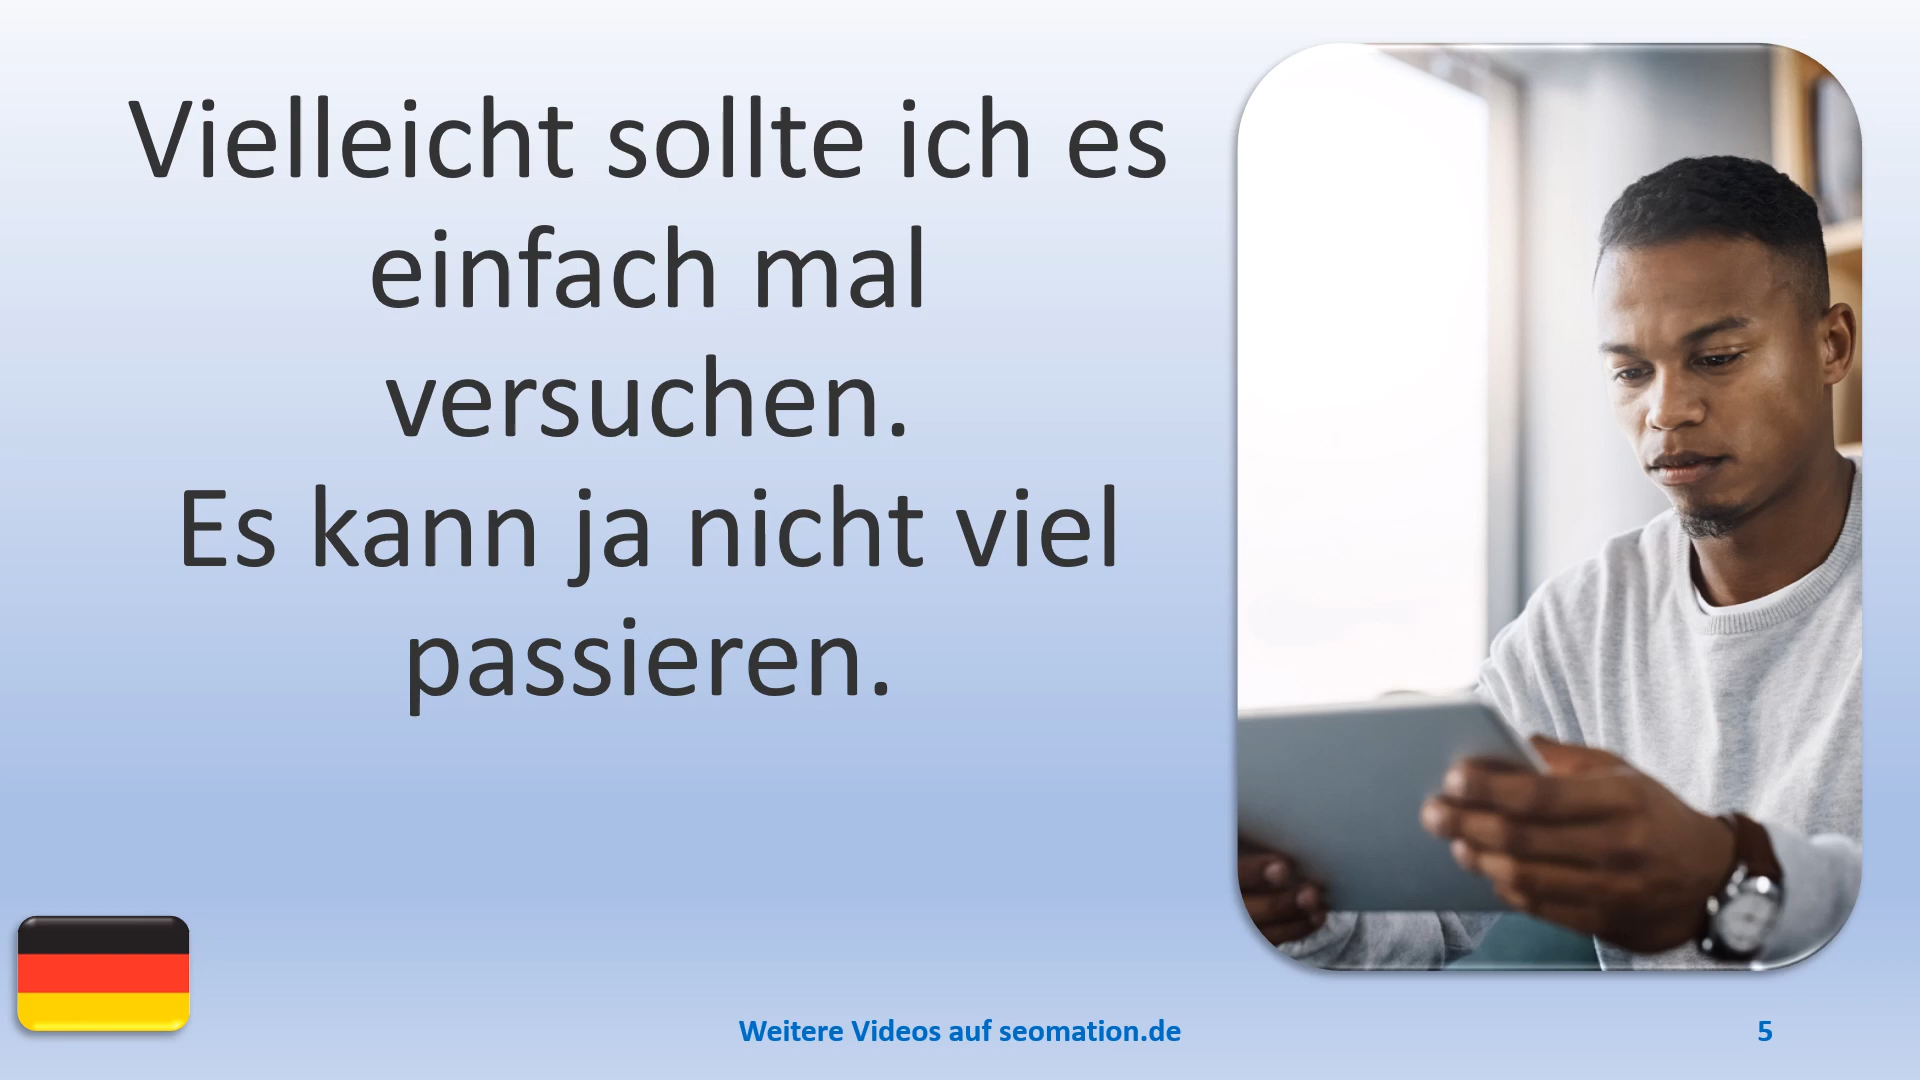 Vielleicht sollte ich es
einfach mal
versuchen.
Es kann ja nicht viel
passieren.
Weitere Videos auf seomation.de
5